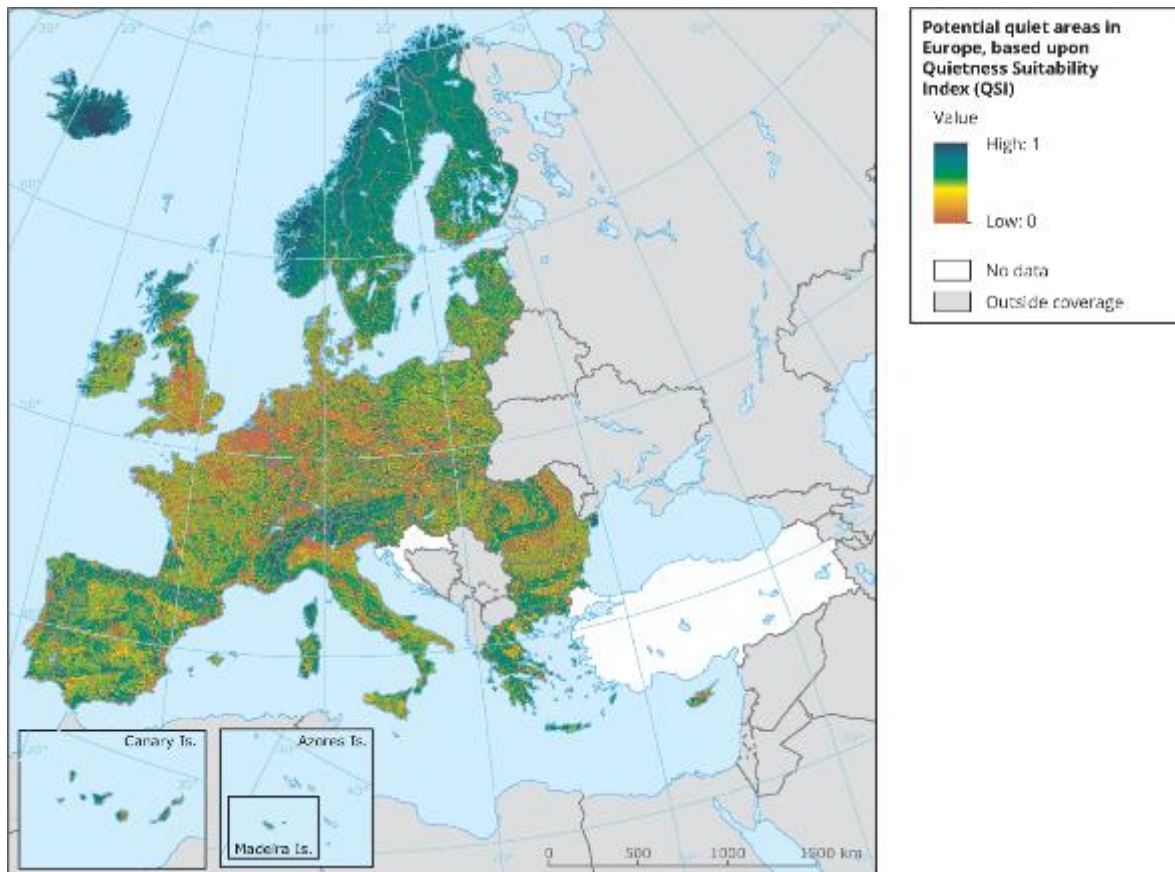 Potential quiet areas in
Europe, based upon
Quietness Suitability
Index (QSI)
Value
High: 1
Low: 0
No data
Outside coverage
Canary Is.
Azores Is.
Madeira Is.
0 500 1000 1500 km